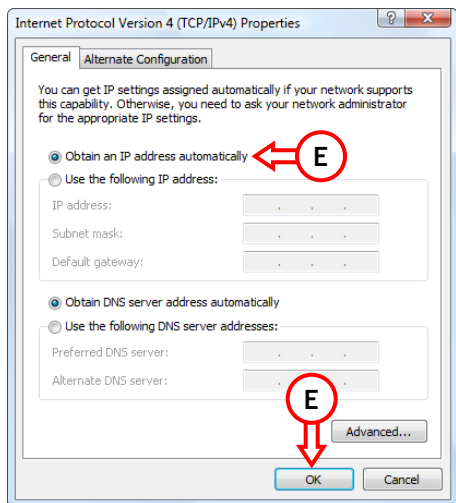 Internet Protocol Version 4 (TCP/IPv4) Properties
General
Alternate Configuration
You can get IP settings assigned automatically if your network supports
this capability. Otherwise, you need to ask your network administrator
for the appropriate IP settings.
Obtain an IP address automatically
E
Use the following IP address:
IP address:
Subnet mask:
Default gateway:
Obtain DNS server address automatically
Use the following DNS server addresses:
Preferred DNS server:
Alternate DNS server:
E
Advanced...
OK
Cancel